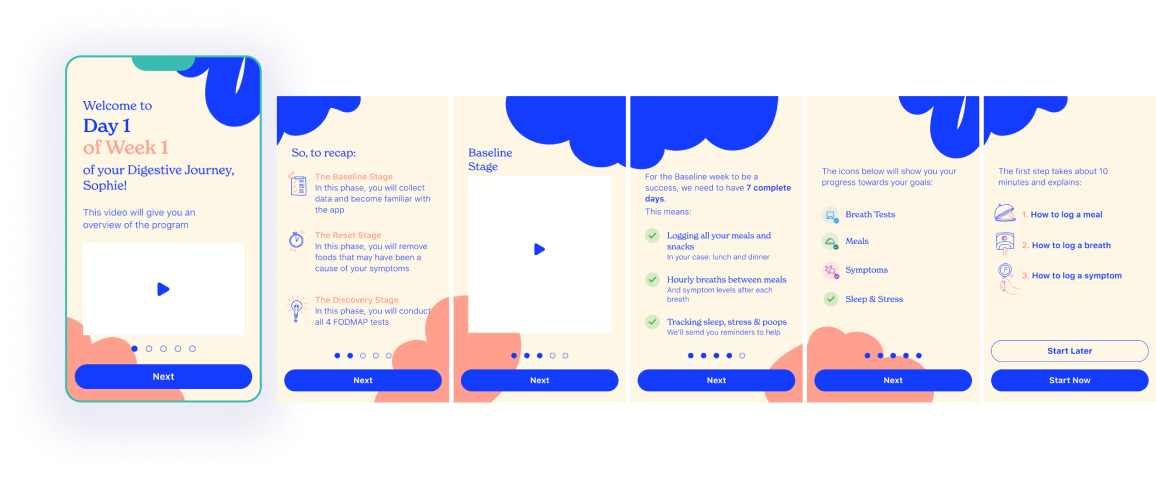 Welcome to
Day 1
of Week 1
of your Digestive Journey,
Sophie!
This video will give you an
overview of the program
Next
So, to recap:
The Baseline Stage
In this phase, you will collect
data and become familiar with
the app
The Reset Stage
In this phase, you will remove
foods that may have been a
cause of your symptoms
The Discovery Stage
In this phase, you will conduct
all 4 FODMAP tests
Next
Baseline
Stage
Next
For the Baseline week to be a
success, we need to have 7 complete
days.
This means:
Logging all your meals and
snacks
In your case: lunch and dinner
Hourly breaths between meals
And symptom levels after each
breath
Tracking sleep, stress & poops
We'll send you reminders to help
Next
The icons below will show you your
progress towards your goals:
Breath Tests
Meals
Symptoms
Sleep & Stress
Next
The first step takes about 10
minutes and explains:
1. How to log a meal
2. How to log a breath
3. How to log a symptom
Start Later
Start Now